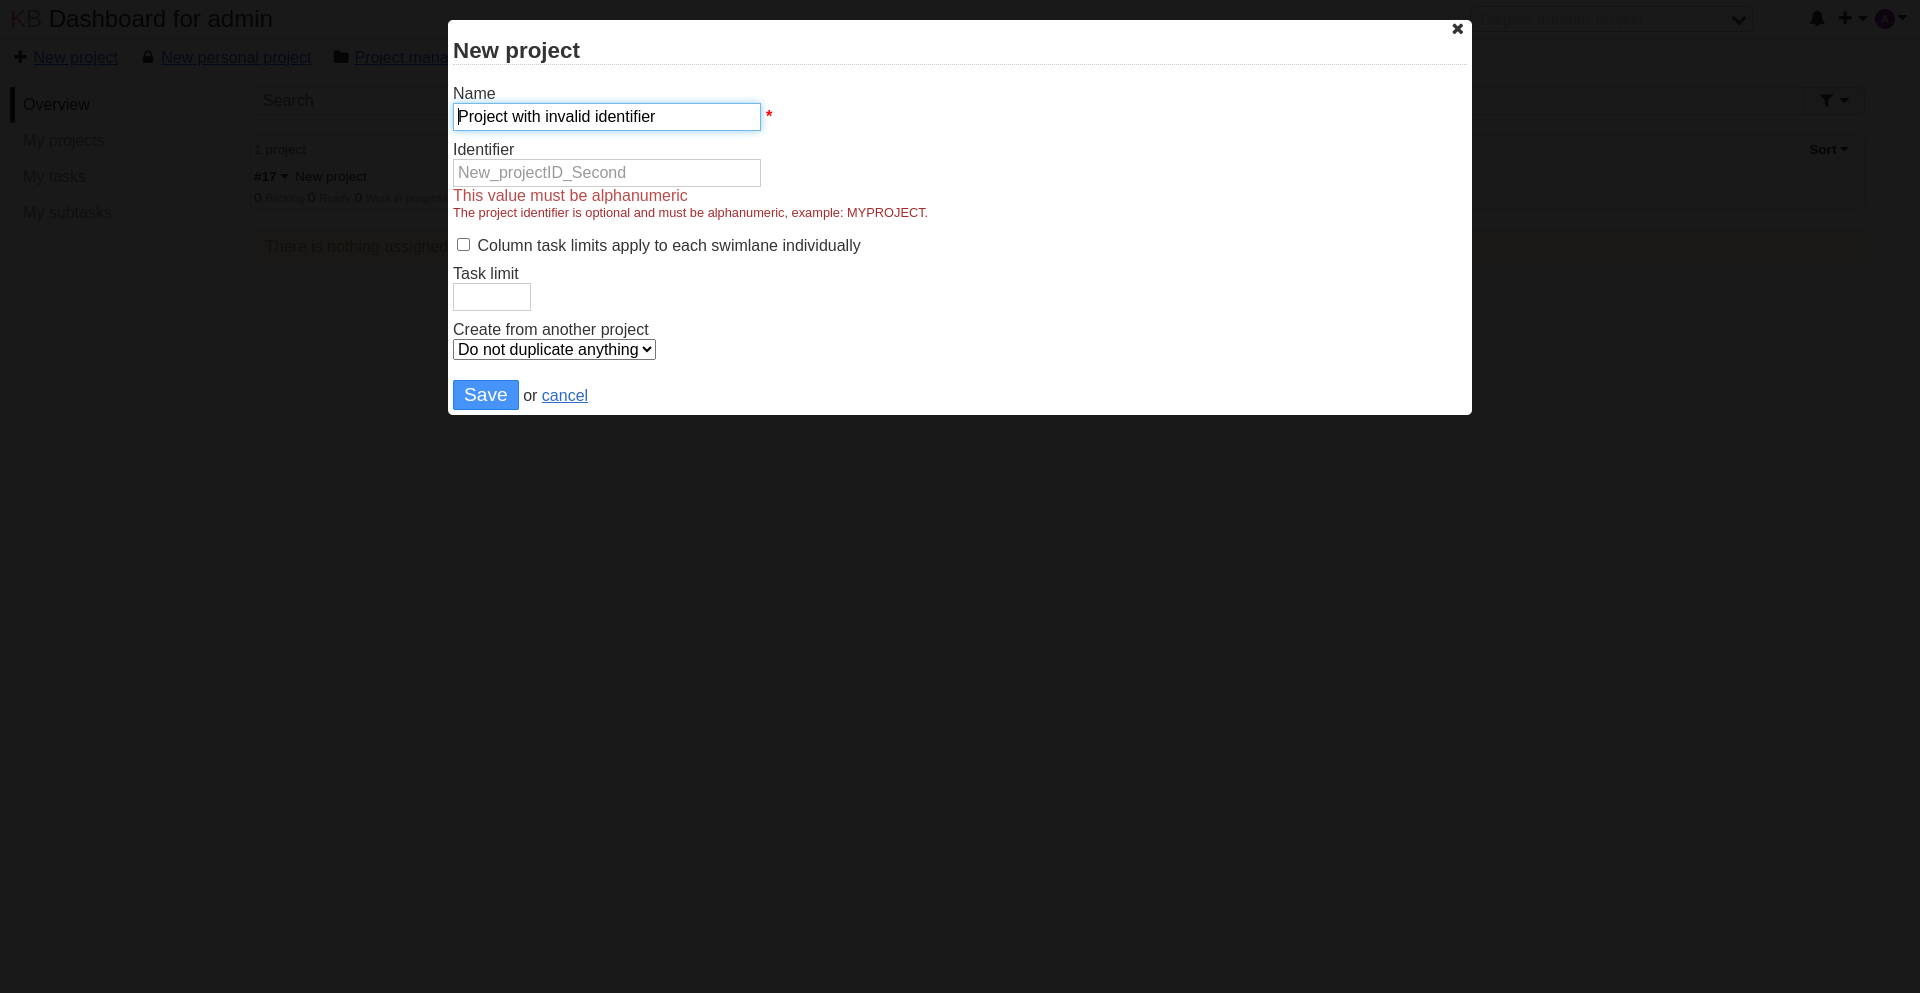 KB Dashboard for admin
New project
New personal project
Project mana
Overview
My projects
My tasks
My subtasks
Search
1 project
Sort
#17 New project
0 Backlog 0 Ready 0 Work in progress
There is nothing assigned
A
New project
Name
Project with invalid identifier *
Identifier
New_projectID_Second
This value must be alphanumeric
The project identifier is optional and must be alphanumeric, example: MYPROJECT.
Column task limits apply to each swimlane individually
Task limit
Create from another project
Do not duplicate anything
Save or cancel